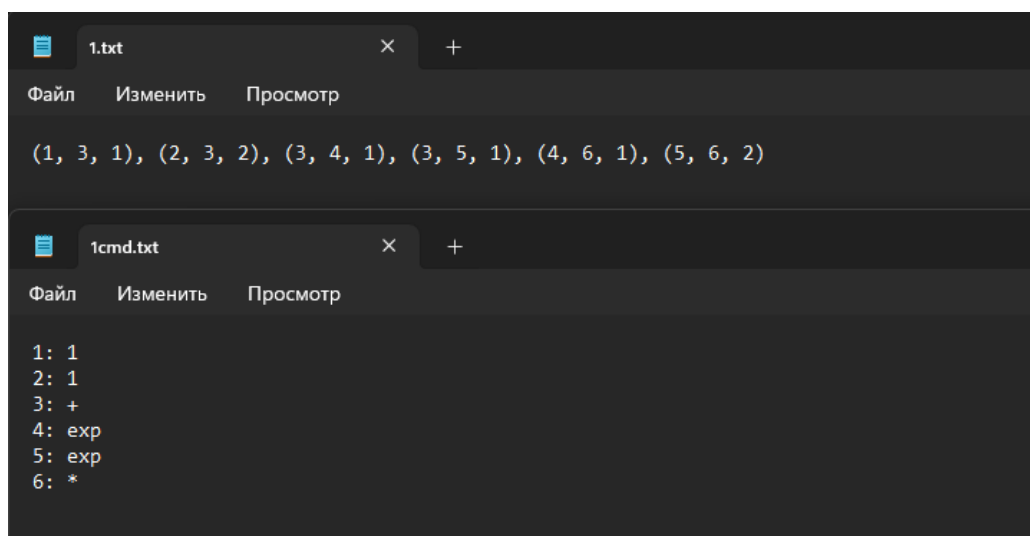 1.txt
Файл Изменить Просмотр
(1, 3, 1), (2, 3, 2), (3, 4, 1), (3, 5, 1), (4, 6, 1), (5, 6, 2)
1cmd.txt
Файл Изменить Просмотр
1: 1
2: 1
3: +
4: exp
5: exp
6: *